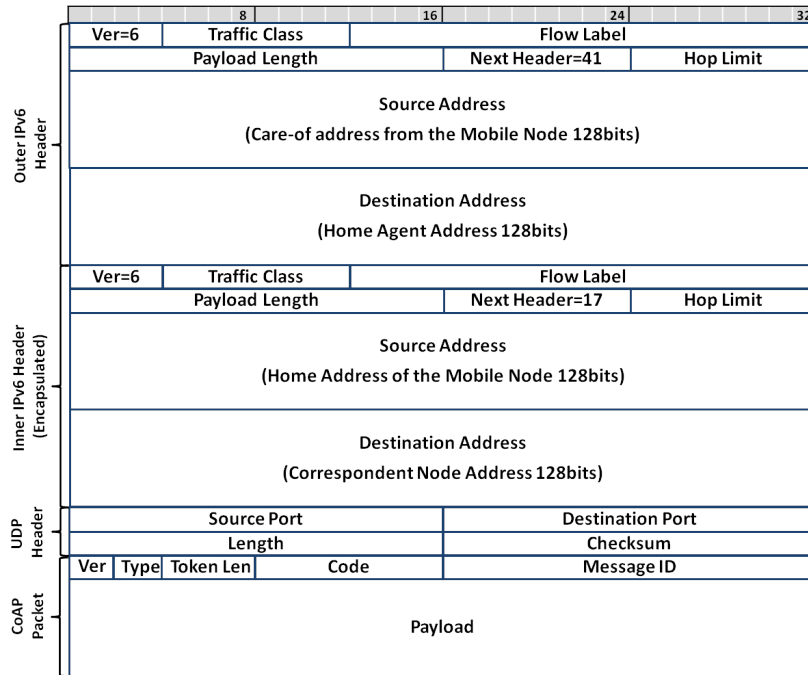 8 16 24 32
Ver=6 Traffic Class Flow Label
Payload Length Next Header=41 Hop Limit
Source Address
(Care-of address from the Mobile Node 128bits)
Outer IPv6
Header
Destination Address
(Home Agent Address 128bits)
Ver=6 Traffic Class Flow Label
Payload Length Next Header=17 Hop Limit
Source Address
(Home Address of the Mobile Node 128bits)
Inner IPv6 Header
(Encapsulated)
Destination Address
(Correspondent Node Address 128bits)
UDP
Header
Source Port Destination Port
Length Checksum
Ver Type Token Len Code Message ID
CoAP
Packet
Payload